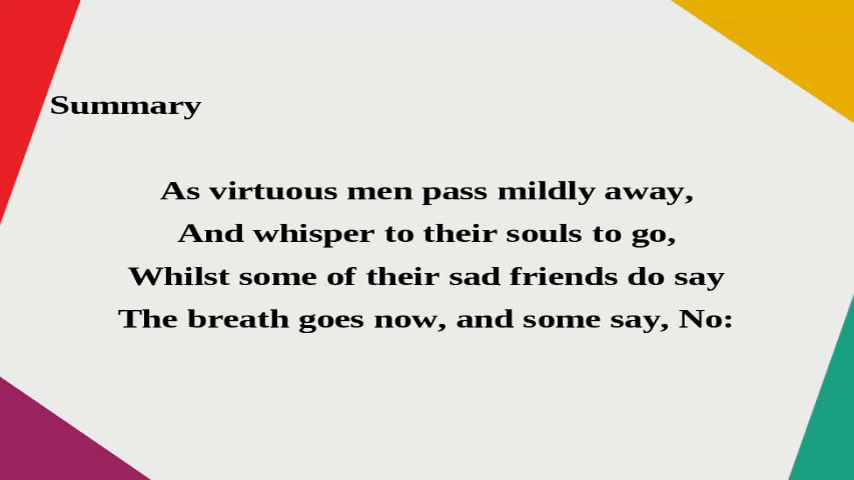 Summary
As virtuous men pass mildly away,
And whisper to their souls to go,
Whilst some of their sad friends do say
The breath goes now, and some say, No: